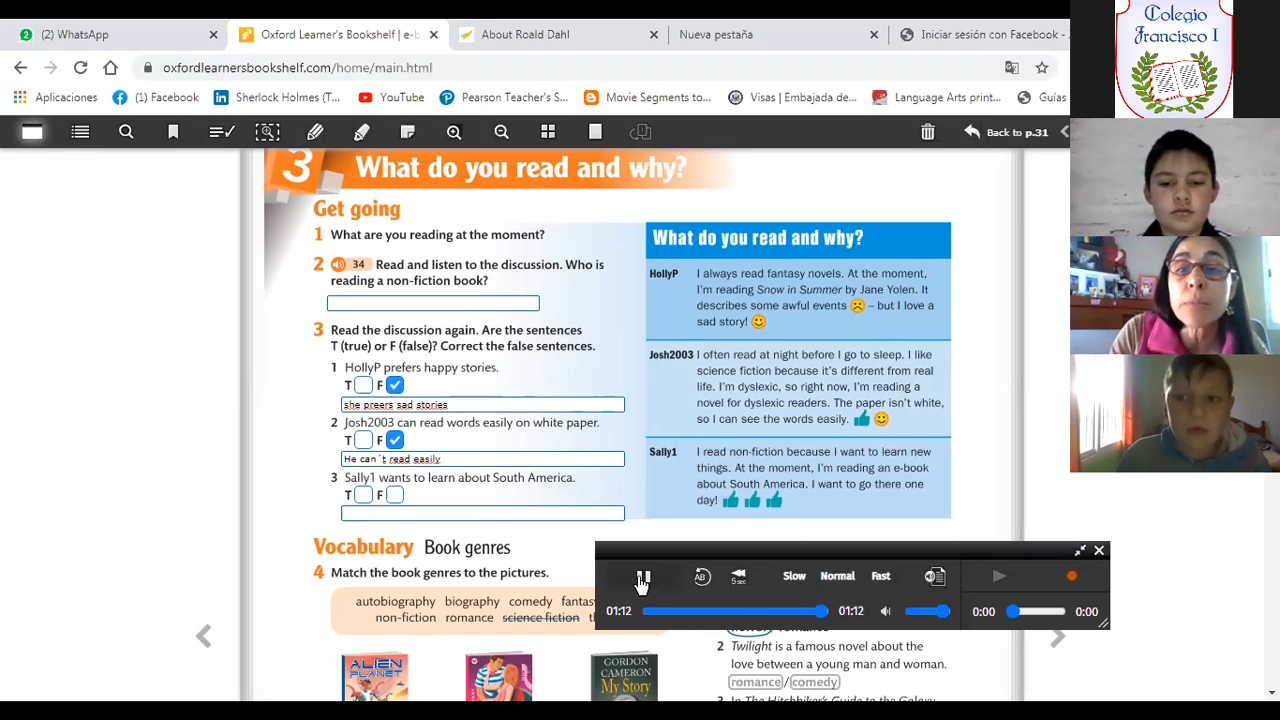 (2) WhatsApp
Oxford Learner's Bookshelf | e-b
About Roald Dahl
Nueva pestaña
Iniciar sesión con Facebook -
oxfordlearnersbookshelf.com/home/main.html
Aplicaciones
(1) Facebook
Sherlock Holmes (T...
YouTube
Pearson Teacher's S...
Movie Segments to...
Visas | Embajada de...
Language Arts print...
Guías
Back to p.31
Colegio
Francisco I
3 What do you read and why?
Get going
1 What are you reading at the moment?
2 34 Read and listen to the discussion. Who is
reading a non-fiction book?
3 Read the discussion again. Are the sentences
T (true) or F (false)? Correct the false sentences.
1 HollyP prefers happy stories.
T F
she preers sad stories
2 Josh2003 can read words easily on white paper.
T F
He can´t read easily
3 Sally1 wants to learn about South America.
T F
What do you read and why?
HollyP I always read fantasy novels. At the moment,
I'm reading Snow in Summer by Jane Yolen. It
describes some awful events – but I love a
sad story!
Josh2003 I often read at night before I go to sleep. I like
science fiction because it's different from real
life. I'm dyslexic, so right now, I'm reading a
novel for dyslexic readers. The paper isn't white,
so I can see the words easily.
Sally1 I read non-fiction because I want to learn new
things. At the moment, I'm reading an e-book
about South America. I want to go there one
day!
Vocabulary Book genres
4 Match the book genres to the pictures.
autobiography biography comedy fantas
non-fiction romance science fiction th
ALIEN
PLANET
GORDON
CAMERON
My Story
AB
5 sec
Slow Normal Fast
01:12 01:12
0:00 0:00
2 Twilight is a famous novel about the
love between a young man and woman.
romance/comedy
3 In The Hitchhiker's Guide to the Galaxy